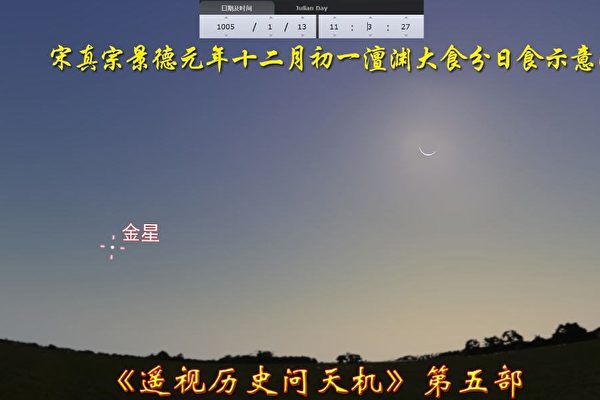 日期及时间 Julian Day
1005 / 1 / 13 11 : 3 : 27
宋真宗景德元年十二月初一澶渊大食分日食示意
金星
《遥视历史问天机》第五部